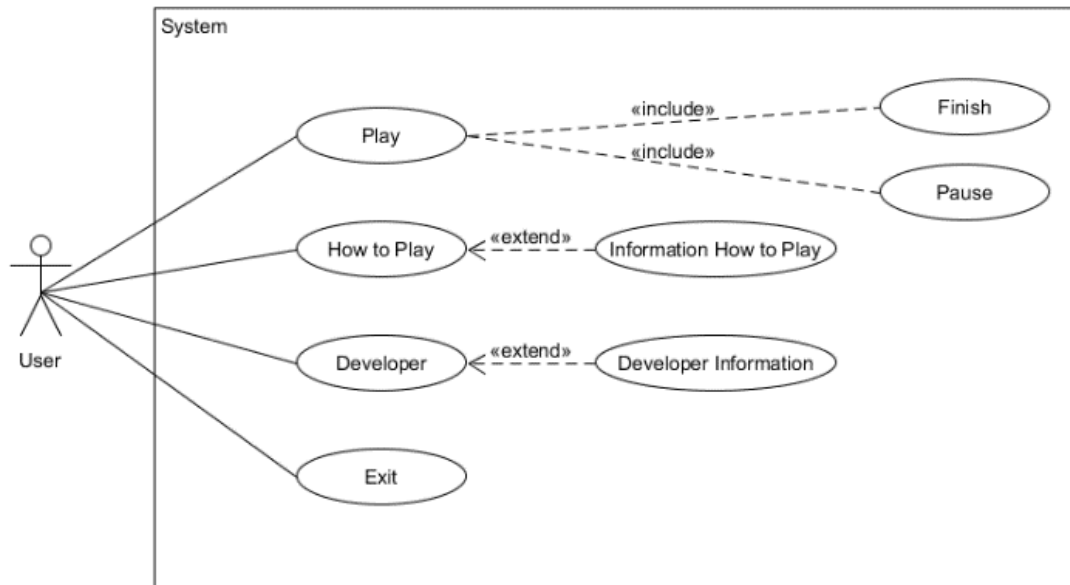 System
Play
«include»
Finish
«include»
Pause
How to Play
«extend»
Information How to Play
User
Developer
«extend»
Developer Information
Exit